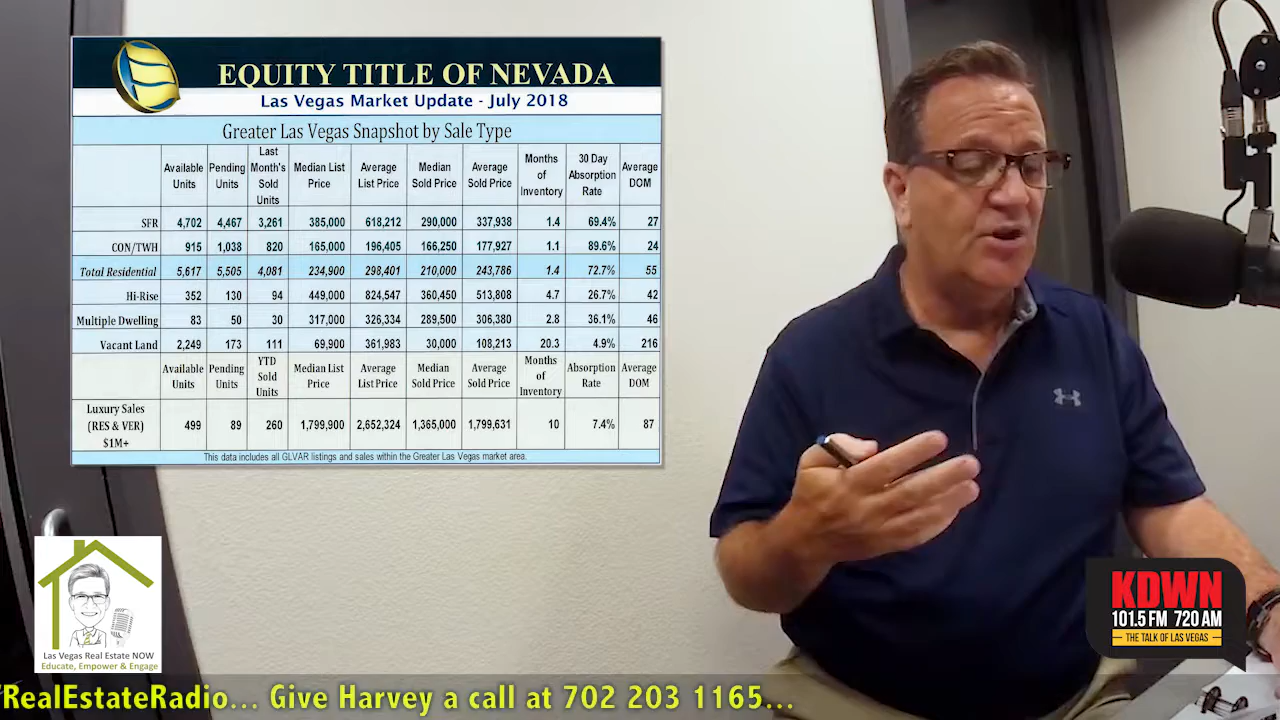 EQUITY TITLE OF NEVADA
Las Vegas Market Update - July 2018
Greater Las Vegas Snapshot by Sale Type
Available Units Pending Units Last Month's Sold Units Median List Price Average List Price Median Sold Price Average Sold Price Months of Inventory 30 Day Absorption Rate Average DOM
SFR 4,702 4,467 3,261 385,000 618,212 290,000 337,938 1.4 69.4% 27
CON/TWH 915 1,038 820 165,000 196,405 166,250 177,927 1.1 89.6% 24
Total Residential 5,617 5,505 4,081 234,900 298,401 210,000 243,786 1.4 72.7% 55
Hi-Rise 352 130 94 449,000 824,547 360,450 513,808 4.7 26.7% 42
Multiple Dwelling 83 50 30 317,000 326,334 289,500 306,380 2.8 36.1% 46
Vacant Land 2,249 173 111 69,900 361,983 30,000 108,213 20.3 4.9% 216
Available Units Pending Units YTD Sold Units Median List Price Average List Price Median Sold Price Average Sold Price Months of Inventory Absorption Rate Average DOM
Luxury Sales (RES & VER) $1M+ 499 89 260 1,799,900 2,652,324 1,365,000 1,799,631 10 7.4% 87
This data includes all GLVAR listings and sales within the Greater Las Vegas market area.
Las Vegas Real Estate NOW
Educate, Empower & Engage
KDWN
101.5 FM 720 AM
THE TALK OF LAS VEGAS
RealEstateRadio... Give Harvey a call at 702 203 1165...